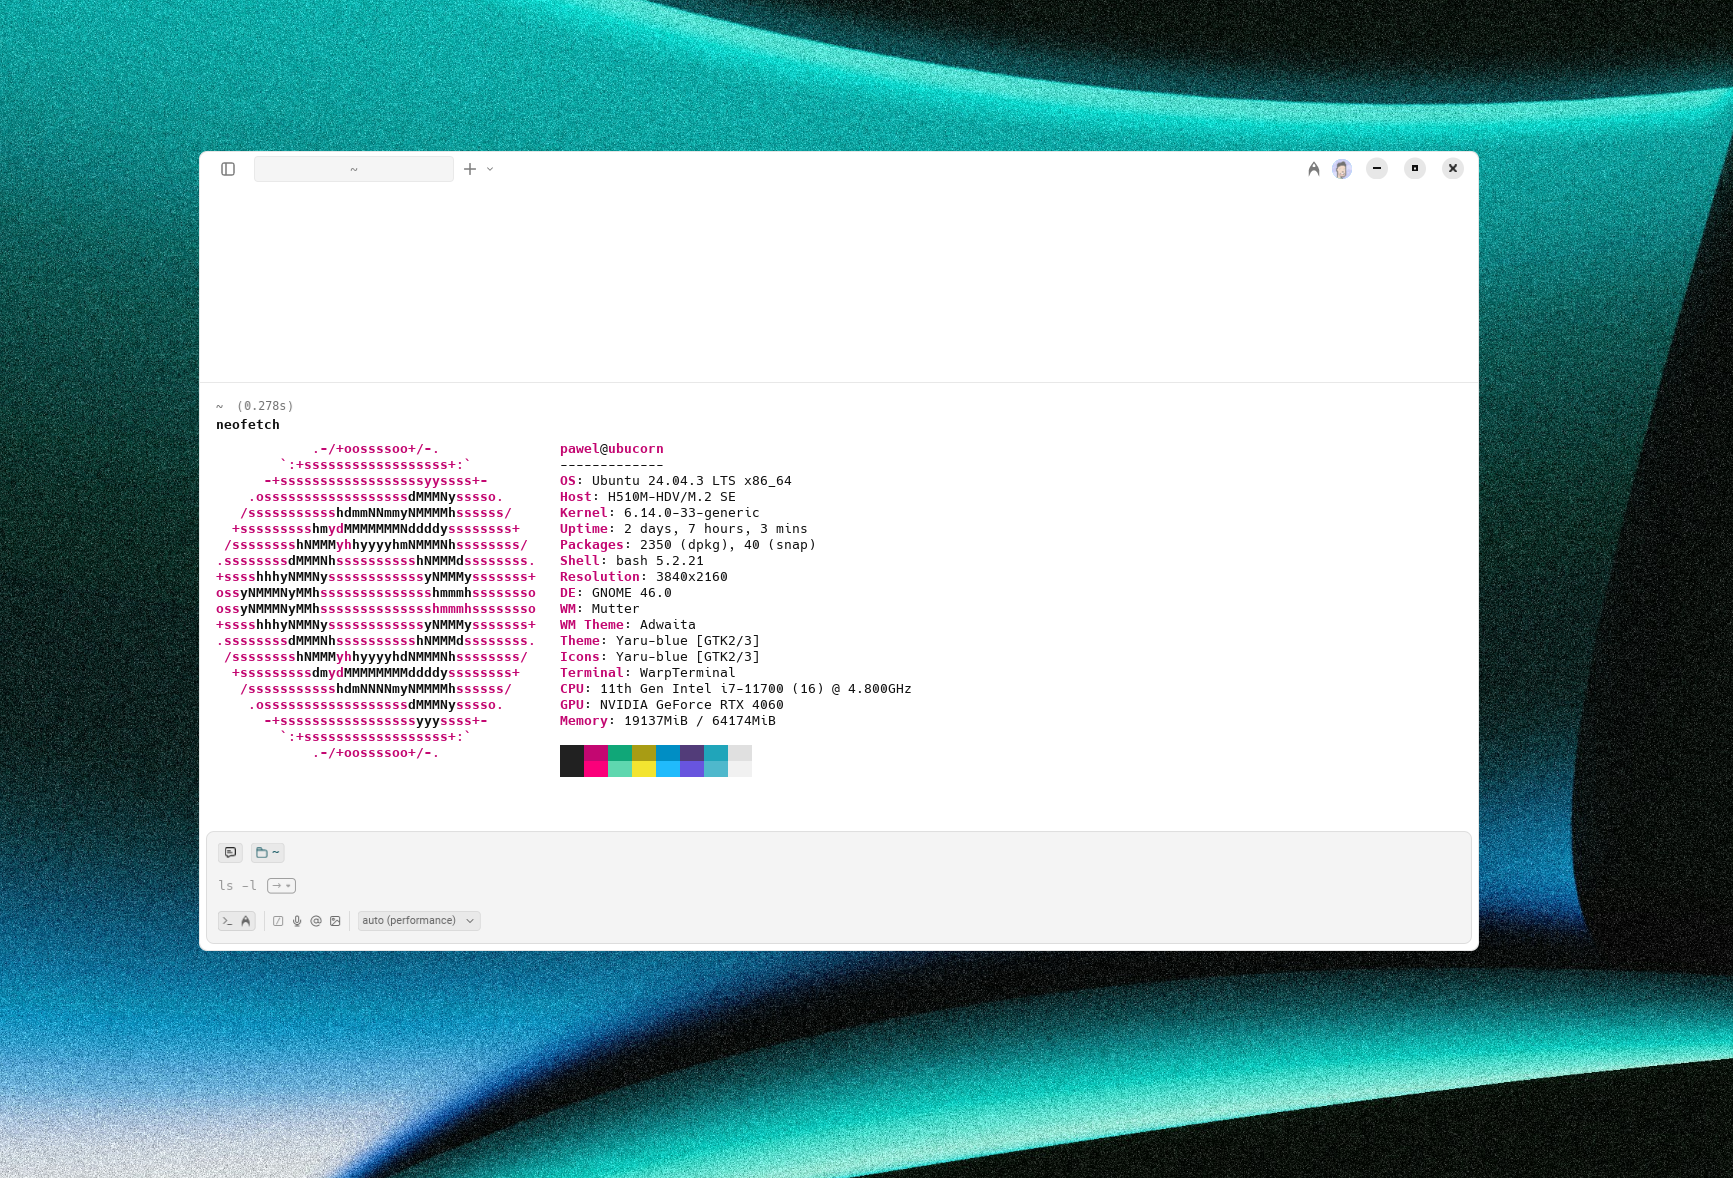 ~
~ (0.278s)
neofetch
.-/+oossssoo+/-. pawel@ubucorn
`:+ssssssssssssssssss+:` -------------
-+ssssssssssssssssssyyssss+- OS: Ubuntu 24.04.3 LTS x86_64
.ossssssssssssssssssdMMMNysssso. Host: H510M-HDV/M.2 SE
/ssssssssssshdmmNNmmyNMMMMhssssss/ Kernel: 6.14.0-33-generic
+ssssssssshmydMMMMMMMNddddyssssssss+ Uptime: 2 days, 7 hours, 3 mins
/sssssssshNMMMyhhyyyyhmNMMMNhssssssss/ Packages: 2350 (dpkg), 40 (snap)
.ssssssssdMMMNhsssssssssshNMMMdssssssss. Shell: bash 5.2.21
+sssshhhyNMMNyssssssssssssyNMMMysssssss+ Resolution: 3840x2160
ossyNMMMNyMMhsssssssssssssshmmmhssssssso DE: GNOME 46.0
ossyNMMMNyMMhsssssssssssssshmmmhssssssso WM: Mutter
+sssshhhyNMMNyssssssssssssyNMMMysssssss+ WM Theme: Adwaita
.ssssssssdMMMNhsssssssssshNMMMdssssssss. Theme: Yaru-blue [GTK2/3]
/sssssssshNMMMyhhyyyyhdNMMMNhssssssss/ Icons: Yaru-blue [GTK2/3]
+sssssssssdmydMMMMMMMMddddyssssssss+ Terminal: WarpTerminal
/ssssssssssshdmNNNNmyNMMMMhssssss/ CPU: 11th Gen Intel i7-11700 (16) @ 4.800GHz
.ossssssssssssssssssdMMMNysssso. GPU: NVIDIA GeForce RTX 4060
-+sssssssssssssssssyyyssss+- Memory: 19137MiB / 64174MiB
`:+ssssssssssssssssss+:`
.-/+oossssoo+/-.
~
ls -l
auto (performance)